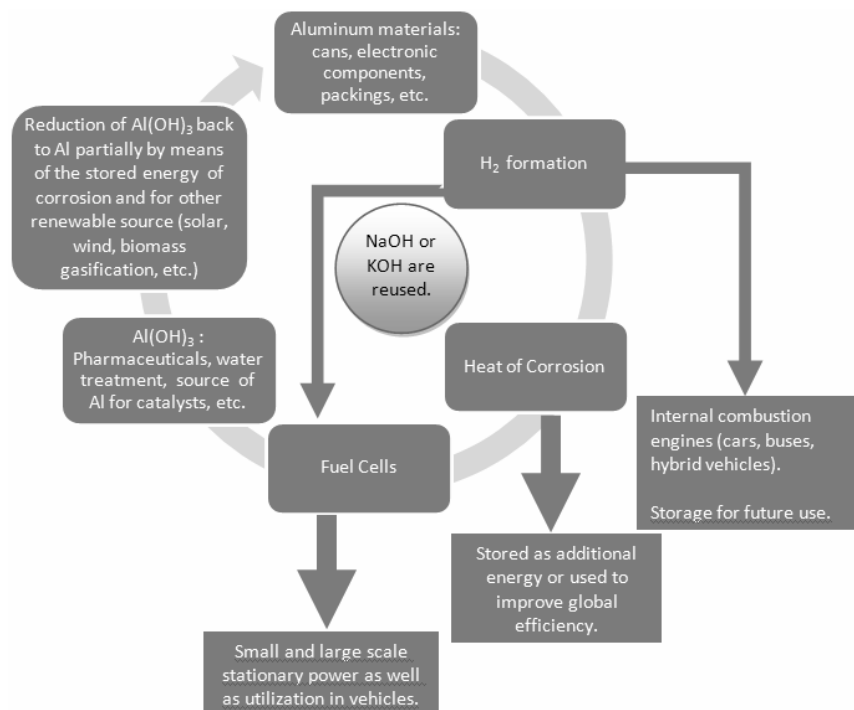 Aluminum materials:
cans, electronic
components,
packings, etc.
Reduction of Al(OH)₃ back
to Al partially by means
of the stored energy of
corrosion and for other
renewable source (solar,
wind, biomass
gasification, etc.)
H₂ formation
NaOH or
KOH are
reused.
Al(OH)₃ :
Pharmaceuticals, water
treatment, source of
Al for catalysts, etc.
Heat of Corrosion
Fuel Cells
Internal combustion
engines (cars, buses,
hybrid vehicles).
Storage for future use.
Stored as additional
energy or used to
improve global
efficiency.
Small and large scale
stationary power as well
as utilization in vehicles.